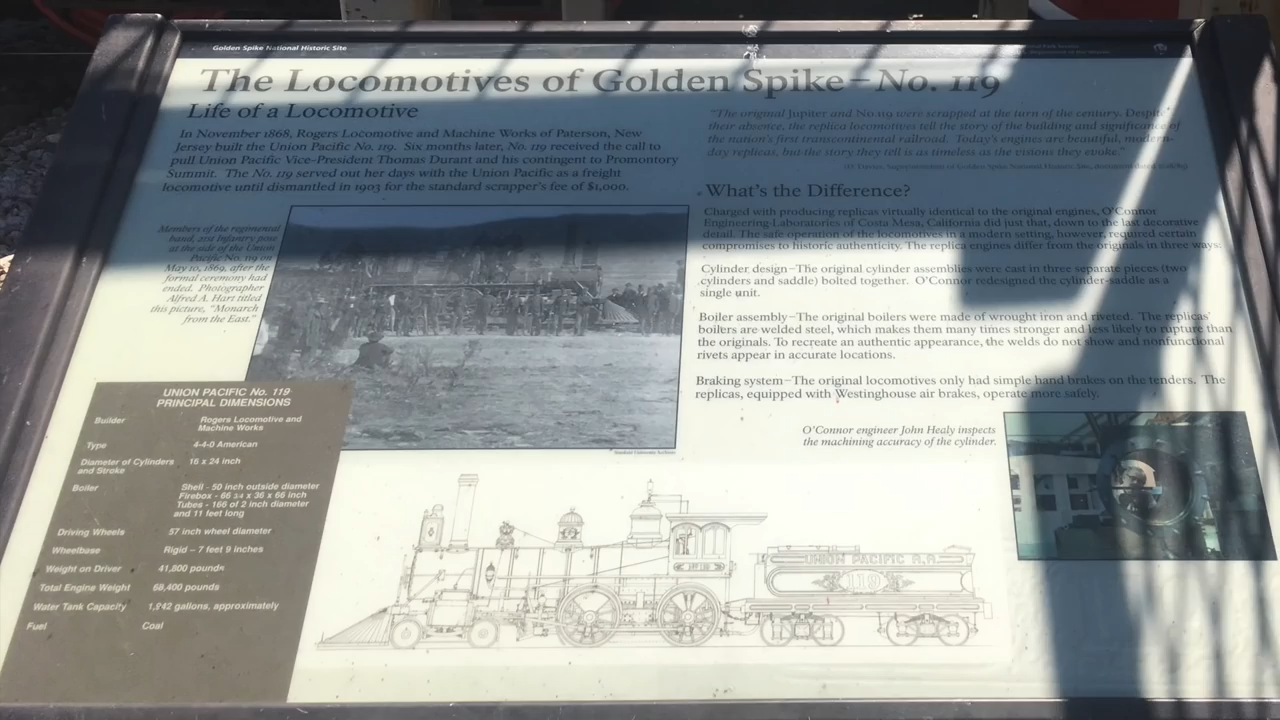 Golden Spike National Historic Site
The Locomotives of Golden Spike–No. 119
Life of a Locomotive
In November 1868, Rogers Locomotive and Machine Works of Paterson, New
Jersey built the Union Pacific No. 119. Six months later, No. 119 received the call to
pull Union Pacific Vice-President Thomas Durant and his contingent to Promontory
Summit. The No. 119 served out her days with the Union Pacific as a freight
locomotive until dismantled in 1903 for the standard scrapper's fee of $1,000.
Members of the regimental
band, 21st Infantry pose
at the side of the Union
Pacific No. 119 on
May 10, 1869, after the
formal ceremony had
ended. Photographer
Alfred A. Hart titled
this picture, "Monarch
from the East."
UNION PACIFIC No. 119
PRINCIPAL DIMENSIONS
Builder Rogers Locomotive and
Machine Works
Type 4-4-0 American
Diameter of Cylinders 16 x 24 inch
and Stroke
Boiler Shell - 50 inch outside diameter
Firebox - 66 3/4 x 36 x 66 inch
Tubes - 166 of 2 inch diameter
and 11 feet long
Driving Wheels 57 inch wheel diameter
Wheelbase Rigid – 7 feet 9 inches
Weight on Driver 41,800 pounds
Total Engine Weight 68,400 pounds
Water Tank Capacity gallons, approximately
Fuel Coal
"The original Jupiter and No.119 were scrapped at the turn of the century. Despite
their absence, the replica locomotives tell the story of the building and significance of
the nation's first transcontinental railroad. Today's engines are beautiful, modern-
day replicas, but the story they tell is as timeless as the visions they evoke."
Superintendent of Golden Spike National Historic Site,
What's the Difference?
Charged with producing replicas virtually identical to the original engines, O'Connor
Engineering-Laboratories of Costa Mesa, California did just that, down to the last decorative
detail. The safe operation of the locomotives in a modern setting, however, required certain
compromises to historic authenticity. The replica engines differ from the originals in three ways:
Cylinder design–The original cylinder assemblies were cast in three separate pieces (two
cylinders and saddle) bolted together. O'Connor redesigned the cylinder-saddle as a
single unit.
Boiler assembly–The original boilers were made of wrought iron and riveted. The replicas'
boilers are welded steel, which makes them many times stronger and less likely to rupture than
the originals. To recreate an authentic appearance, the welds do not show and nonfunctional
rivets appear in accurate locations.
Braking system–The original locomotives only had simple hand brakes on the tenders. The
replicas, equipped with Westinghouse air brakes, operate more safely.
O'Connor engineer John Healy inspects
the machining accuracy of the cylinder.
UNION PACIFIC R.R.
119